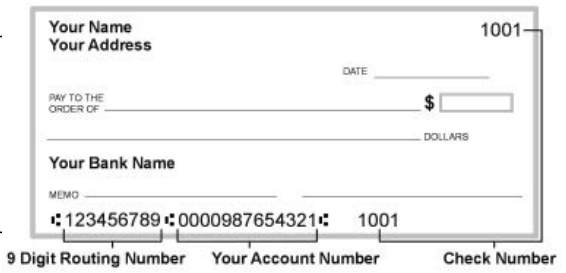 Your Name 1001
Your Address
DATE
PAY TO THE
ORDER OF $
DOLLARS
Your Bank Name
MEMO
⑆123456789⑆0000987654321⑆ 1001
9 Digit Routing Number Your Account Number Check Number